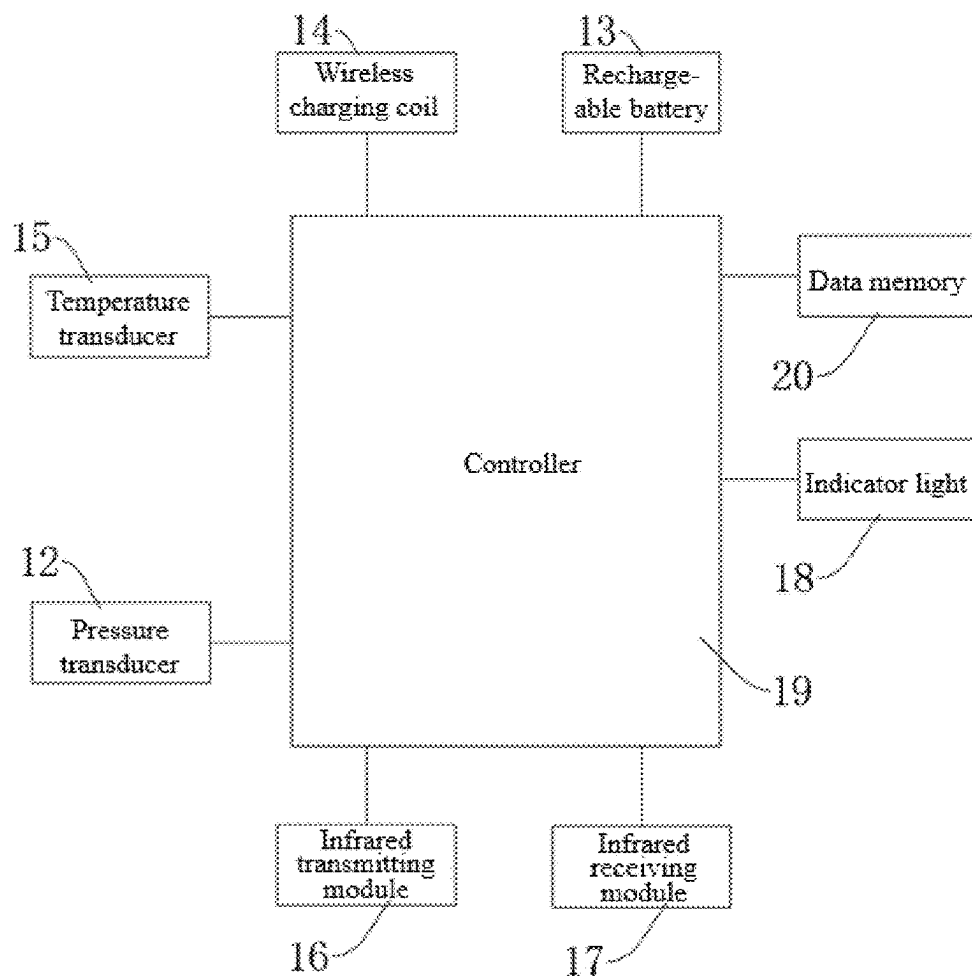 14
13
Wireless
charging coil
Recharge-
able battery
15
Temperature
transducer
Data memory
20
Controller
Indicator light
18
12
Pressure
transducer
19
Infrared
transmitting
module
Infrared
receiving
module
16
17